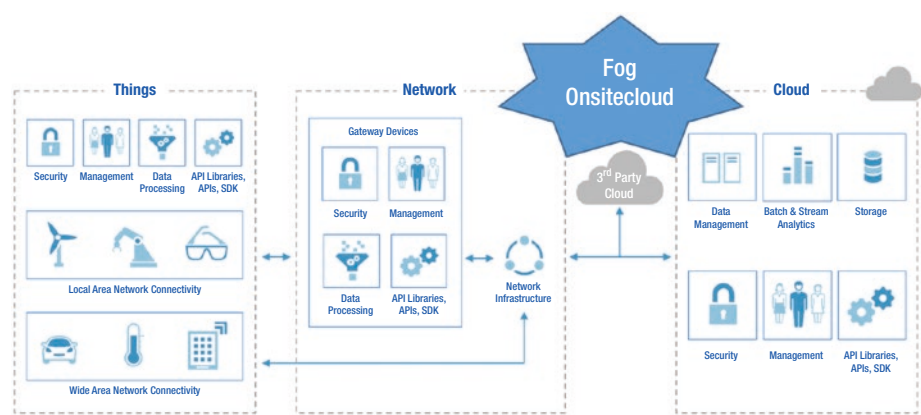 Fog
Onsitecloud
Things
Network
Cloud
Security
Management
Data
Processing
API Libraries,
APIs, SDK
Local Area Network Connectivity
Wide Area Network Connectivity
Gateway Devices
Security
Management
Data
Processing
API Libraries,
APIs, SDK
Network
Infrastructure
3rd Party
Cloud
Data
Management
Batch & Stream
Analytics
Storage
Security
Management
API Libraries,
APIs, SDK